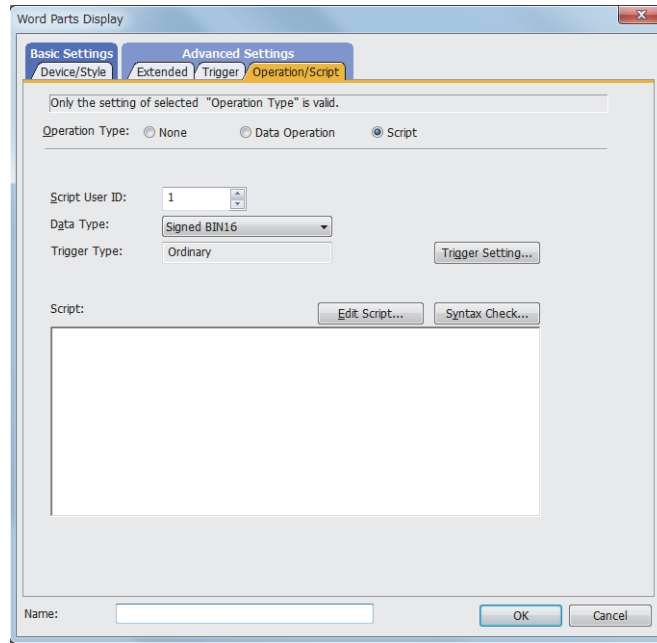 Word Parts Display
Basic Settings Advanced Settings
Device/Style Extended Trigger Operation/Script
Only the setting of selected "Operation Type" is valid.
Operation Type: None Data Operation Script
Script User ID: 1
Data Type: Signed BIN16
Trigger Type: Ordinary Trigger Setting...
Script: Edit Script... Syntax Check...
Name: OK Cancel